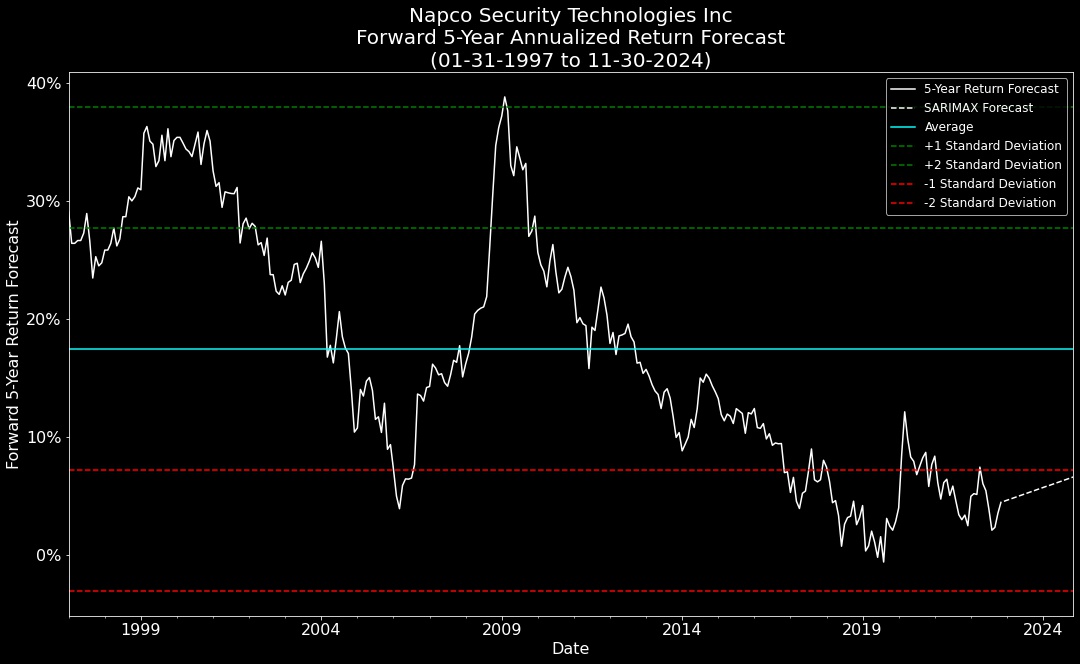 Napco Security Technologies Inc
Forward 5-Year Annualized Return Forecast
(01-31-1997 to 11-30-2024)
5-Year Return Forecast
SARIMAX Forecast
Average
+1 Standard Deviation
+2 Standard Deviation
-1 Standard Deviation
-2 Standard Deviation
Forward 5-Year Return Forecast
40%
30%
20%
10%
0%
1999
2004
2009
2014
2019
2024
Date